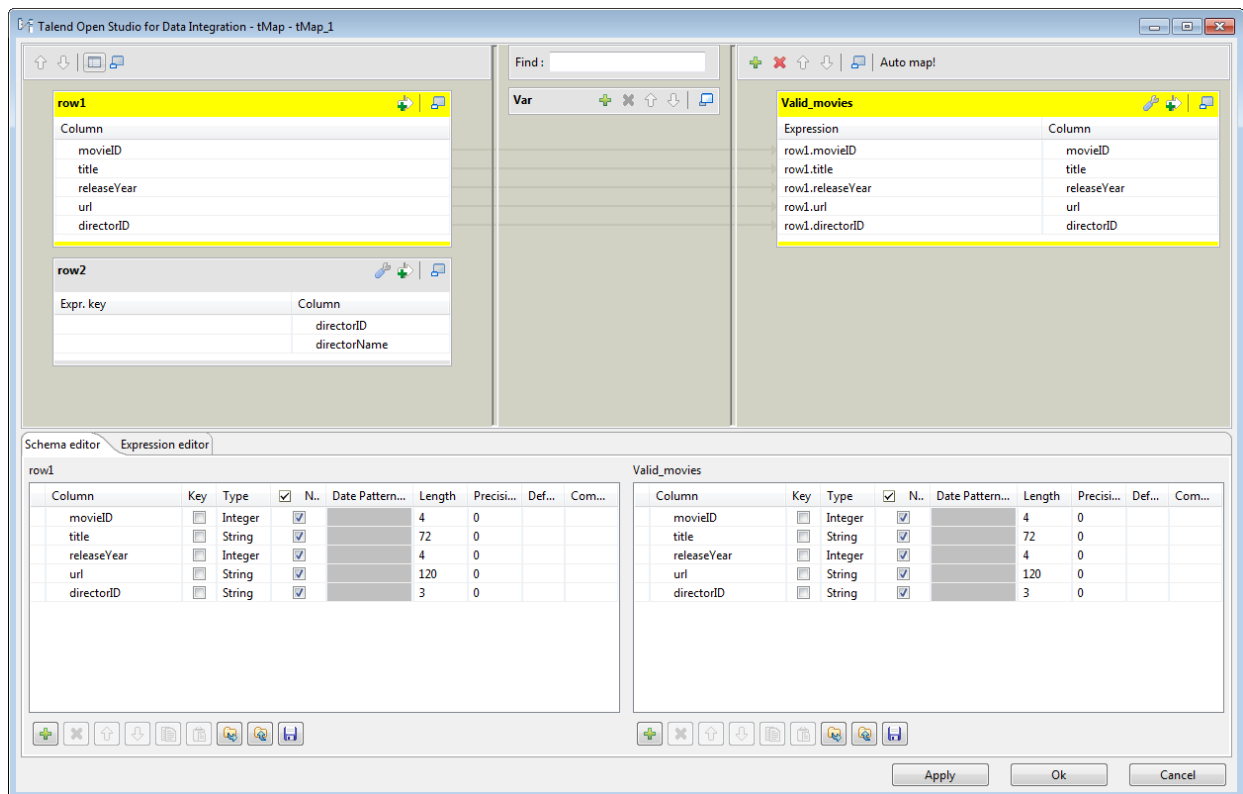 Talend Open Studio for Data Integration - tMap - tMap_1
Find :
Auto map!
row1
Var
Valid_movies
Column
Expression Column
movieID
row1.movieID movieID
title
row1.title title
releaseYear
row1.releaseYear releaseYear
url
row1.url url
directorID
row1.directorID directorID
row2
Expr. key Column
directorID
directorName
Schema editor Expression editor
row1
Valid_movies
Column Key Type N.. Date Pattern... Length Precisi... Def... Com...
movieID Integer 4 0
title String 72 0
releaseYear Integer 4 0
url String 120 0
directorID String 3 0
Column Key Type N.. Date Pattern... Length Precisi... Def... Com...
movieID Integer 4 0
title String 72 0
releaseYear Integer 4 0
url String 120 0
directorID String 3 0
Apply Ok Cancel